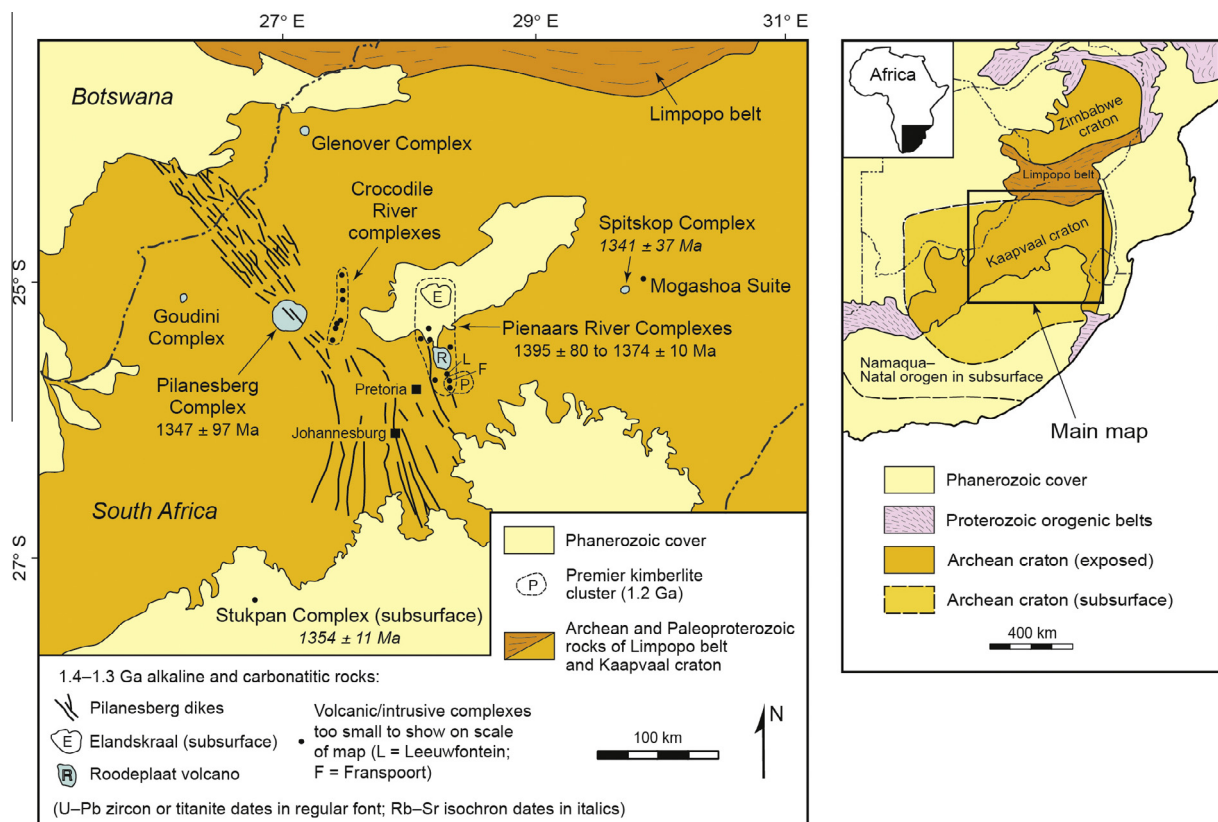 27° E
29° E
31° E
25° S
27° S
Botswana
Limpopo belt
Glenover Complex
Crocodile
River
complexes
Spitskop Complex
1341 ± 37 Ma
Mogashoa Suite
E
Goudini
Complex
Pienaars River Complexes
1395 ± 80 to 1374 ± 10 Ma
R
L
F
P
Pilanesberg
Complex
1347 ± 97 Ma
Pretoria
Johannesburg
South Africa
Stukpan Complex (subsurface)
1354 ± 11 Ma
Phanerozoic cover
P
Premier kimberlite
cluster (1.2 Ga)
Archean and Paleoproterozoic
rocks of Limpopo belt
and Kaapvaal craton
1.4–1.3 Ga alkaline and carbonatitic rocks:
Pilanesberg dikes
E
Elandskraal (subsurface)
R
Roodeplaat volcano
Volcanic/intrusive complexes
too small to show on scale
of map (L = Leeuwfontein;
F = Franspoort)
100 km
N
(U–Pb zircon or titanite dates in regular font; Rb–Sr isochron dates in italics)
Africa
Zimbabwe
craton
Limpopo belt
Kaapvaal craton
Namaqua–
Natal orogen in subsurface
Main map
Phanerozoic cover
Proterozoic orogenic belts
Archean craton (exposed)
Archean craton (subsurface)
400 km